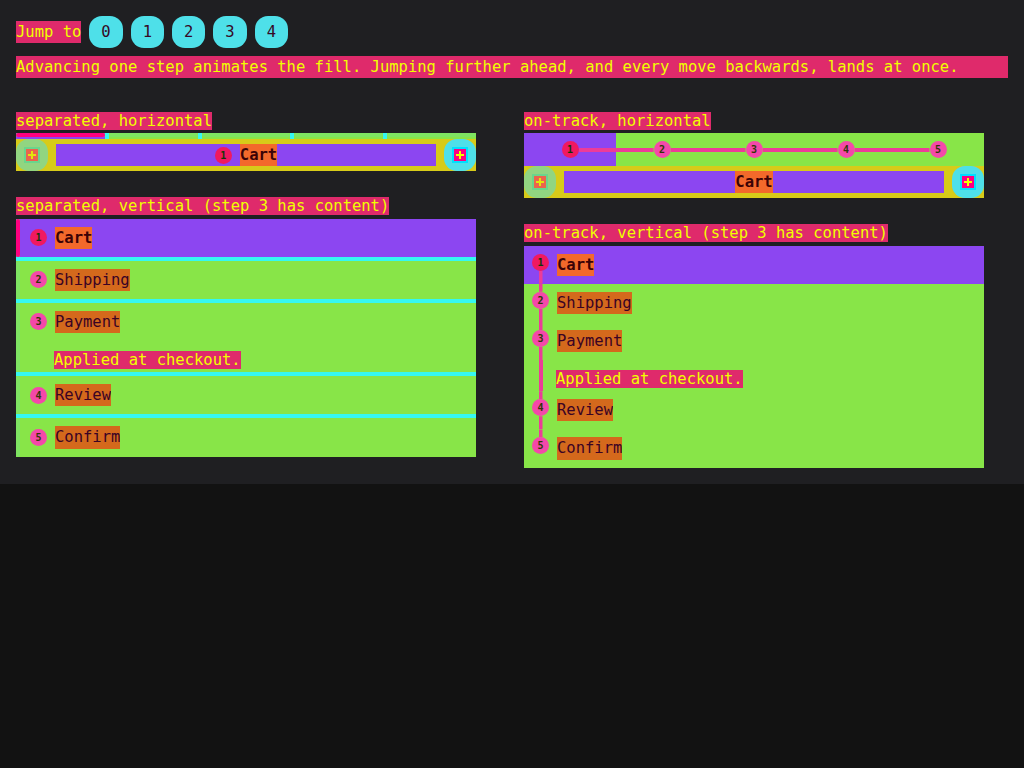 Jump to 0 1 2 3 4
Advancing one step animates the fill. Jumping further ahead, and every move backwards, lands at once.
separated, horizontal
1 Cart
separated, vertical (step 3 has content)
1 Cart
2 Shipping
3 Payment
Applied at checkout.
4 Review
5 Confirm
on-track, horizontal
1 2 3 4 5
Cart
on-track, vertical (step 3 has content)
1 Cart
2 Shipping
3 Payment
Applied at checkout.
4 Review
5 Confirm